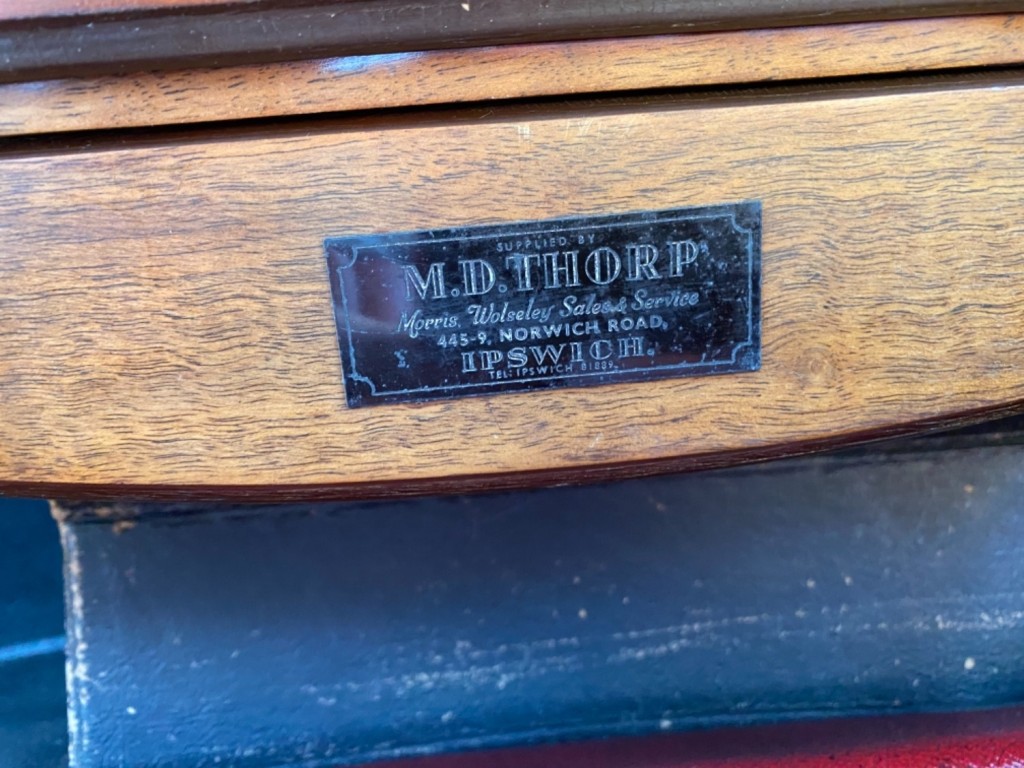 SUPPLIED BY
M.D.THORP
Morris, Wolseley Sales & Service
445-9, NORWICH ROAD,
IPSWICH.
TEL: IPSWICH 81889